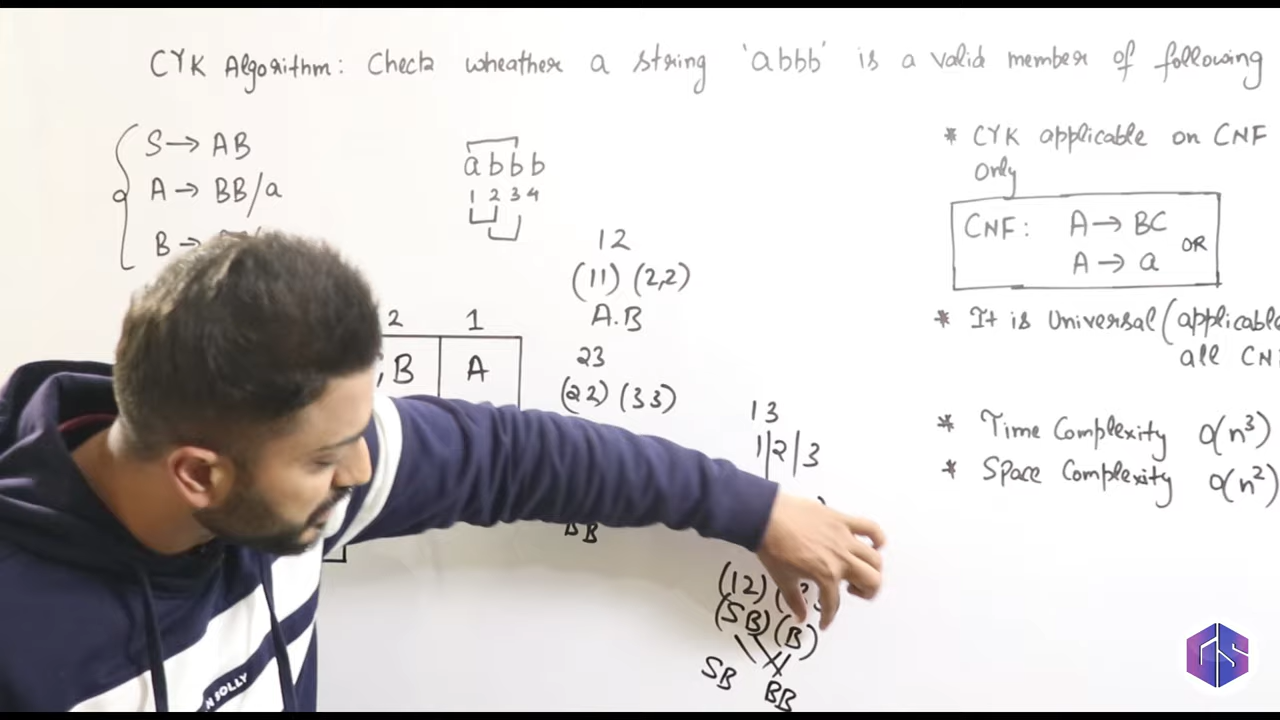 CYK Algorithm: Check wheather a string 'abbb' is a valid member of following
S → AB
A → BB/a
B →
abbb
1 2 3 4
12
(11) (2,2)
A.B
23
(22) (33)
2 1
, B A
13
1|2|3
(12)
(SB) (B)
SB BB
* CYK applicable on CNF
only
CNF: A → BC
OR
A → a
* It is Universal (applicable
all
* Time Complexity O(n³)
* Space Complexity O(n²)
GS